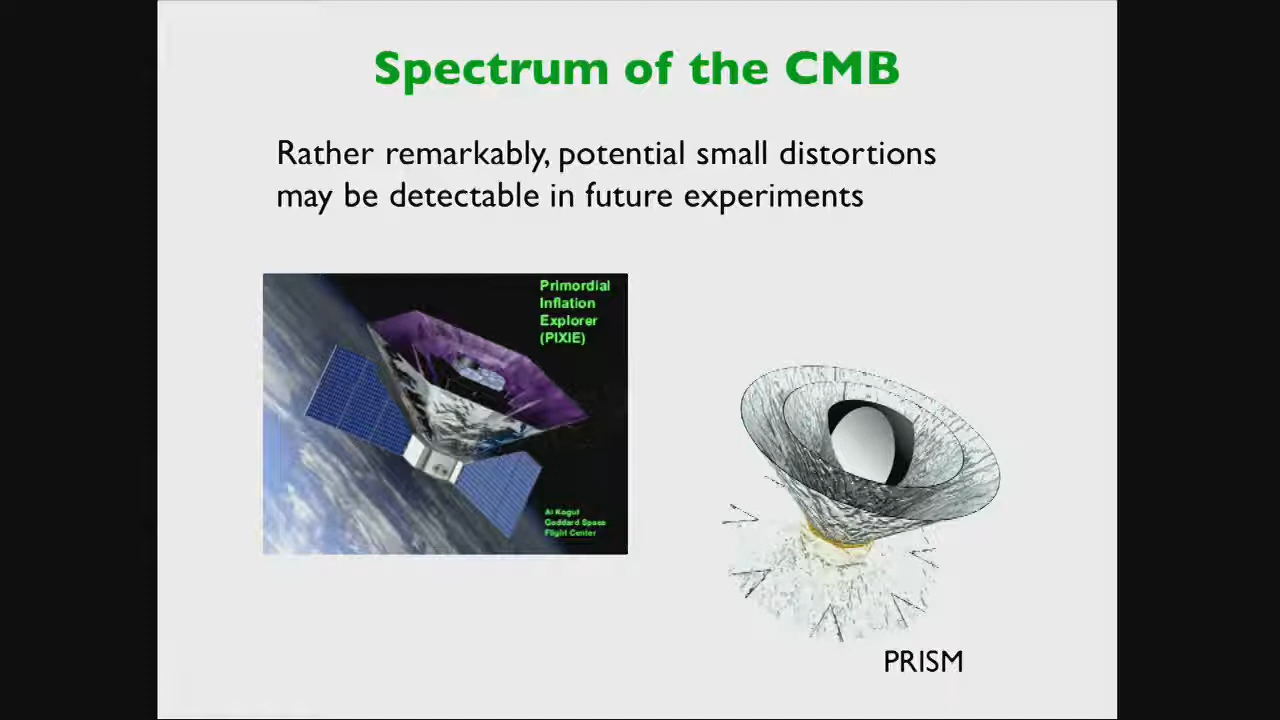 Spectrum of the CMB
Rather remarkably, potential small distortions
may be detectable in future experiments
Primordial
Inflation
Explorer
(PIXIE)
Al Kogut
Goddard Space
Flight Center
PRISM